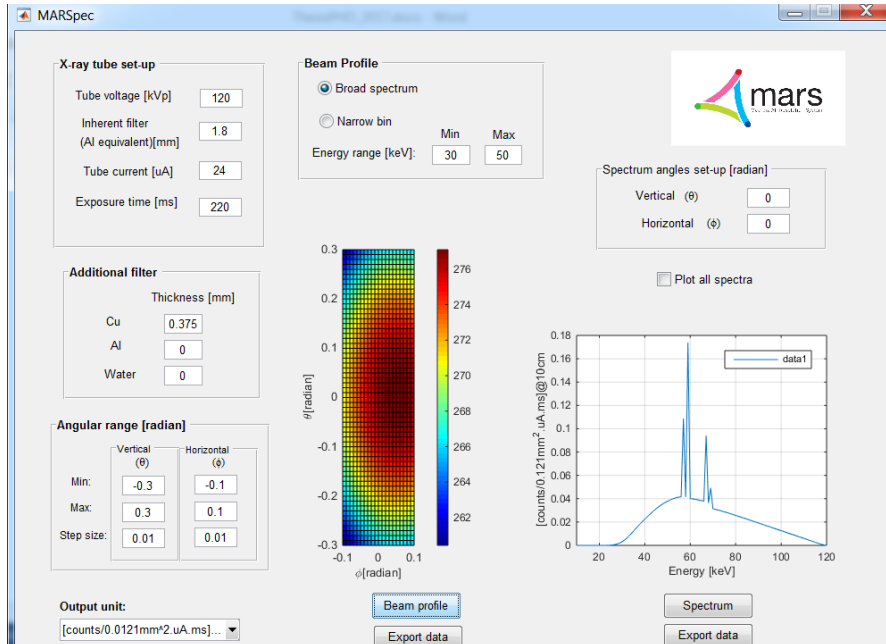 MARSpec
X-ray tube set-up
Tube voltage [kVp] 120
Inherent filter
(Al equivalent)[mm] 1.8
Tube current [uA] 24
Exposure time [ms] 220
Beam Profile
Broad spectrum
Narrow bin
Min Max
Energy range [keV]: 30 50
mars
Spectrum angles set-up [radian]
Vertical (θ) 0
Horizontal (ϕ) 0
Plot all spectra
Additional filter
Thickness [mm]
Cu 0.375
Al 0
Water 0
Angular range [radian]
Vertical Horizontal
(θ) (ϕ)
Min: -0.3 -0.1
Max: 0.3 0.1
Step size: 0.01 0.01
Output unit:
[counts/0.0121mm^2.uA.ms]...
0.3
0.2
0.1
0
-0.1
-0.2
-0.3
θ[radian]
-0.1 0 0.1
ϕ[radian]
276
274
272
270
268
266
264
262
Beam profile
Export data
0.18
0.16
0.14
0.12
0.1
0.08
0.06
0.04
0.02
0
[counts/0.121mm².uA.ms]@10cm
data1
20 40 60 80 100 120
Energy [keV]
Spectrum
Export data